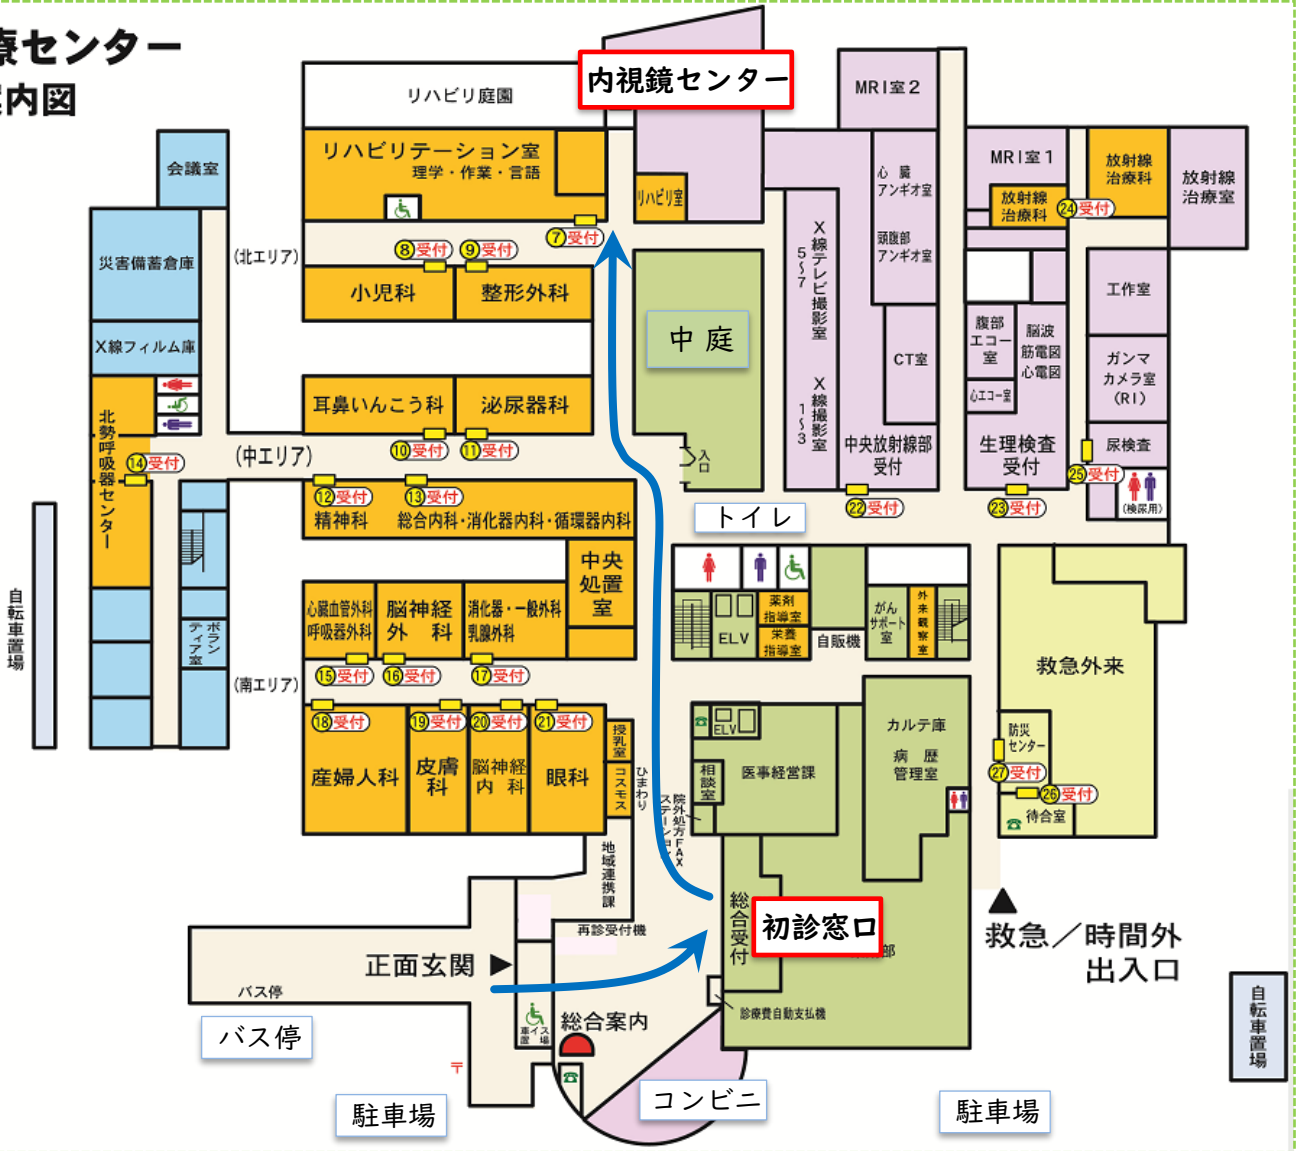 療センター
案内図
リハビリ庭園
内視鏡センター
MRI室2
会議室
リハビリテーション室
理学・作業・言語
リハビリ室
心臓
アンギオ室
頭腹部
アンギオ室
MRI室1
放射線
治療科
放射線
治療科
放射線
治療室
24受付
7受付
8受付
9受付
(北エリア)
災害備蓄倉庫
小児科
整形外科
中庭
X線テレビ撮影室
5~7
X線撮影室
1~3
CT室
腹部
エコー
室
心エコー室
脳波
筋電図
心電図
工作室
ガンマ
カメラ室
(RI)
X線フィルム庫
耳鼻いんこう科
泌尿器科
10受付
11受付
北勢呼吸器センター
14受付
(中エリア)
入口
中央放射線部
受付
22受付
生理検査
受付
23受付
尿検査
25受付
(検尿用)
12受付
13受付
精神科
総合内科・消化器内科・循環器内科
トイレ
中央
処置
室
自転車置場
ボランティア室
心臓血管外科
呼吸器外科
脳神経
外科
消化器・一般外科
乳腺外科
ELV
薬剤
指導室
栄養
指導室
自販機
がん
サポート
室
外来観察室
救急外来
15受付
16受付
17受付
(南エリア)
18受付
19受付
20受付
21受付
産婦人科
皮膚
科
脳神経
内科
眼科
授乳室
コスモス
ひまわり
院外処方FAX
ステーション
ELV
相談室
医事経営課
カルテ庫
病歴
管理室
防災
センター
27受付
26受付
待合室
地域連携課
再診受付機
総合受付
初診窓口
部
救急／時間外
出入口
正面玄関
バス停
バス停
車イス
置場
総合案内
診療費自動支払機
〒
コンビニ
駐車場
駐車場
自転車置場